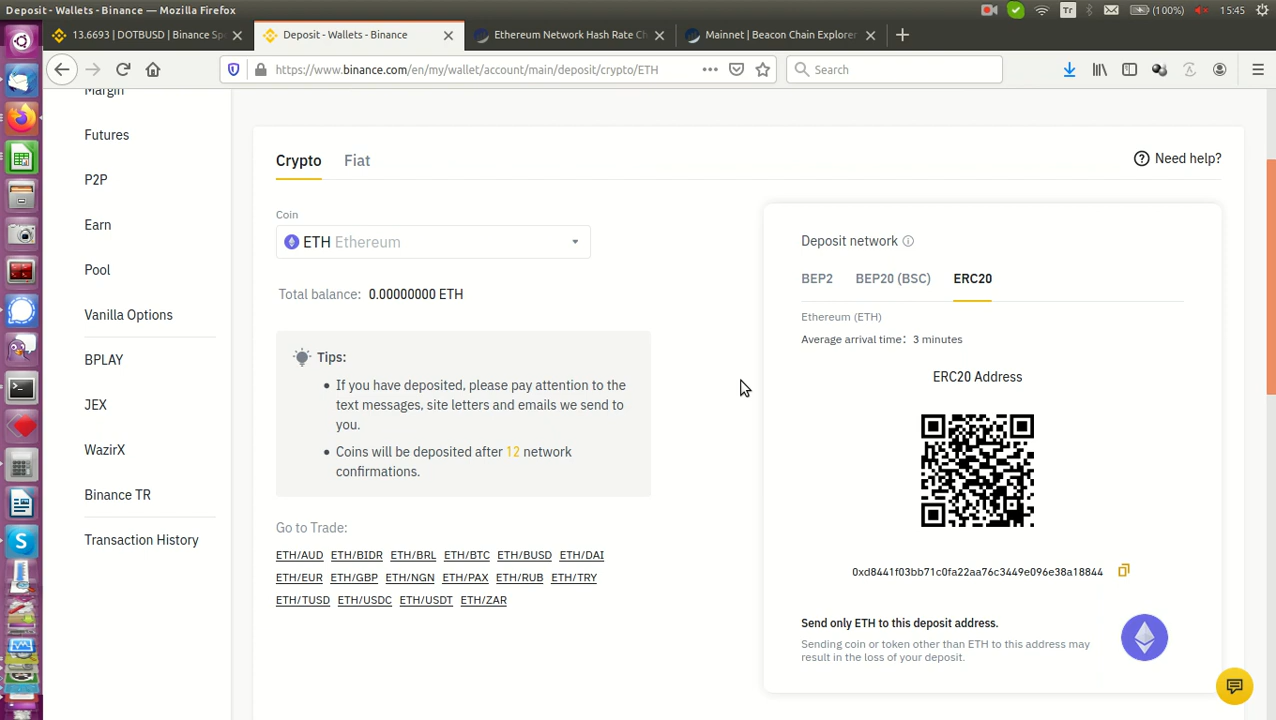 Deposit - Wallets - Binance — Mozilla Firefox
Tr
(100%)
15:45
13.6693 | DOTBUSD | Binance Sp
Deposit - Wallets - Binance
Ethereum Network Hash Rate C
Mainnet | Beacon Chain Explorer
https://www.binance.com/en/my/wallet/account/main/deposit/crypto/ETH
Search
Margin
Futures
P2P
Earn
Pool
Vanilla Options
BPLAY
JEX
WazirX
Binance TR
Transaction History
Crypto
Fiat
Need help?
Coin
ETH Ethereum
Total balance: 0.00000000 ETH
Tips:
• If you have deposited, please pay attention to the
text messages, site letters and emails we send to
you.
• Coins will be deposited after 12 network
confirmations.
Go to Trade:
ETH/AUD ETH/BIDR ETH/BRL ETH/BTC ETH/BUSD ETH/DAI
ETH/EUR ETH/GBP ETH/NGN ETH/PAX ETH/RUB ETH/TRY
ETH/TUSD ETH/USDC ETH/USDT ETH/ZAR
Deposit network
BEP2 BEP20 (BSC) ERC20
Ethereum (ETH)
Average arrival time: 3 minutes
ERC20 Address
0xd8441f03bb71c0fa22aa76c3449e096e38a18844
Send only ETH to this deposit address.
Sending coin or token other than ETH to this address may
result in the loss of your deposit.